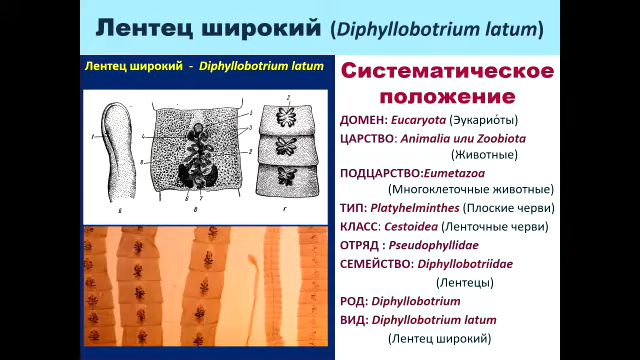 Лентец широкий (Diphyllobotrium latum)
Лентец широкий - Diphyllobotrium latum
Систематическое
положение
ДОМЕН: Eucaryota (Эукарио́ты)
ЦАРСТВО: Animalia или Zoobiota
(Животные)
ПОДЦАРСТВО:Eumetazoa
(Многоклеточные животные)
ТИП: Platyhelminthes (Плоские черви)
КЛАСС: Cestoidea (Ленточные черви)
ОТРЯД : Pseudophyllidae
СЕМЕЙСТВО: Diphyllobotriidae
(Лентецы)
РОД: Diphyllobotrium
ВИД: Diphyllobotrium latum
(Лентец широкий)